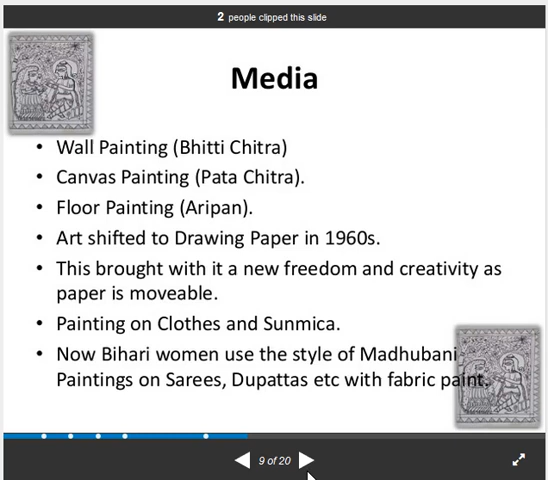 2 people clipped this slide
Media
• Wall Painting (Bhitti Chitra)
• Canvas Painting (Pata Chitra).
• Floor Painting (Aripan).
• Art shifted to Drawing Paper in 1960s.
• This brought with it a new freedom and creativity as
paper is moveable.
• Painting on Clothes and Sunmica.
• Now Bihari women use the style of Madhubani
Paintings on Sarees, Dupattas etc with fabric paint.
9 of 20